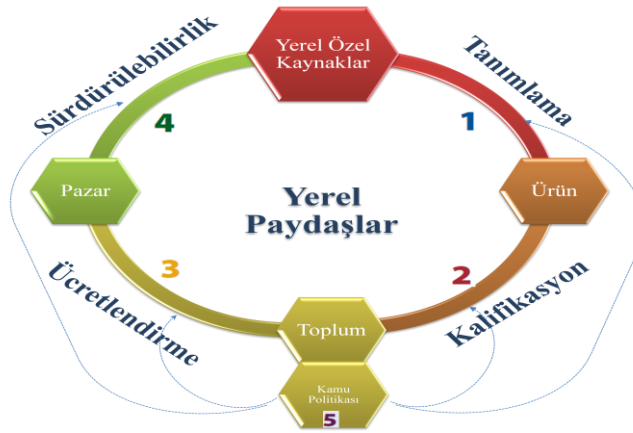 Yerel Özel
Kaynaklar
Tanımlama
1
Ürün
2
Kalifikasyon
Toplum
Kamu
Politikası
5
3
Ücretlendirme
Pazar
4
Sürdürülebilirlik
Yerel
Paydaşlar